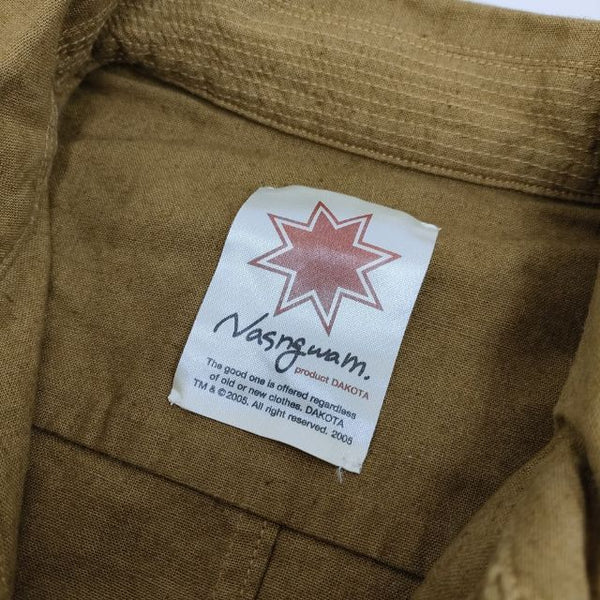 Nasngwam.
product DAKOTA
The good one is offered regardless
of old or new clothes. DAKOTA
TM & ©2005. All right reserved. 2005